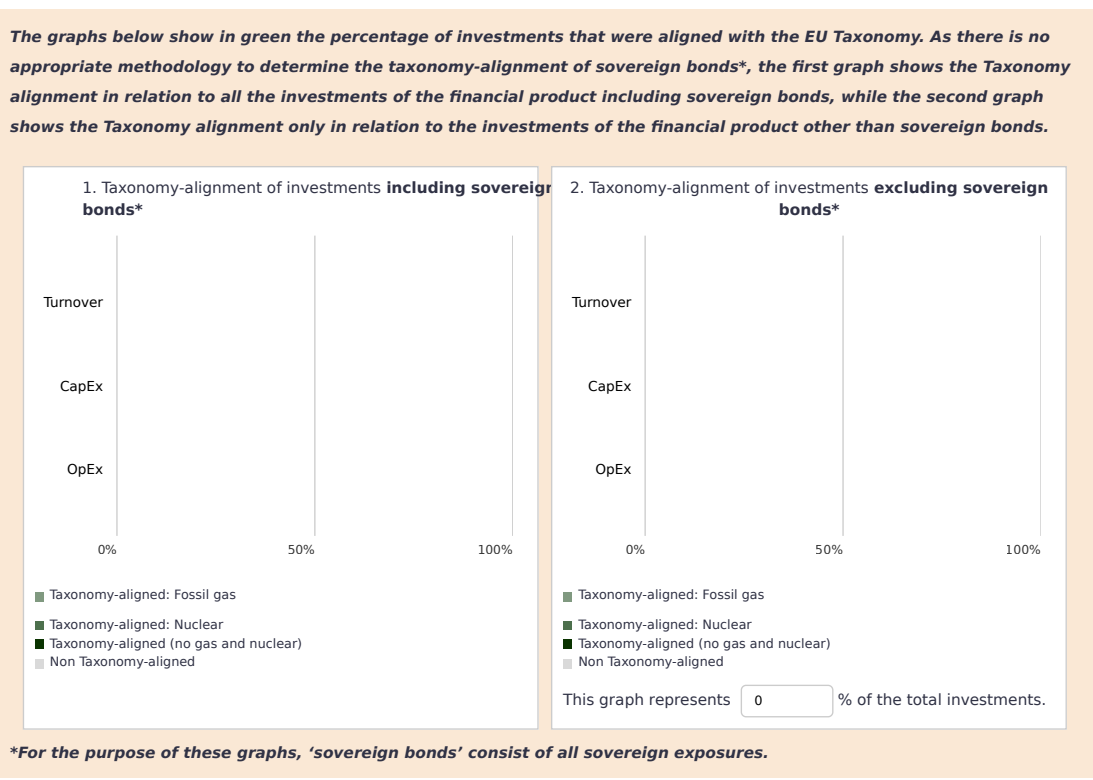 The graphs below show in green the percentage of investments that were aligned with the EU Taxonomy. As there is no
appropriate methodology to determine the taxonomy-alignment of sovereign bonds*, the first graph shows the Taxonomy
alignment in relation to all the investments of the financial product including sovereign bonds, while the second graph
shows the Taxonomy alignment only in relation to the investments of the financial product other than sovereign bonds.
1. Taxonomy-alignment of investments including sovereign
bonds*
Turnover
CapEx
OpEx
0% 50% 100%
Taxonomy-aligned: Fossil gas
Taxonomy-aligned: Nuclear
Taxonomy-aligned (no gas and nuclear)
Non Taxonomy-aligned
2. Taxonomy-alignment of investments excluding sovereign
bonds*
Turnover
CapEx
OpEx
0% 50% 100%
Taxonomy-aligned: Fossil gas
Taxonomy-aligned: Nuclear
Taxonomy-aligned (no gas and nuclear)
Non Taxonomy-aligned
This graph represents 0 % of the total investments.
*For the purpose of these graphs, ‘sovereign bonds’ consist of all sovereign exposures.